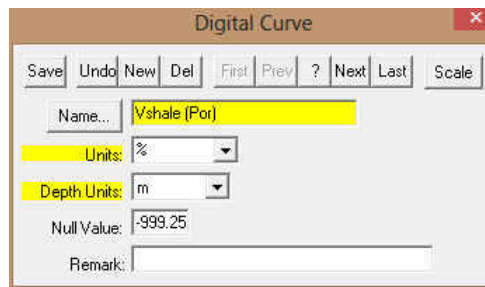 Digital Curve
x
Save Undo New Del First Prev ? Next Last Scale
Name... Vshale (Por)
Units: %
Depth Units: m
Null Value: -999.25
Remark: